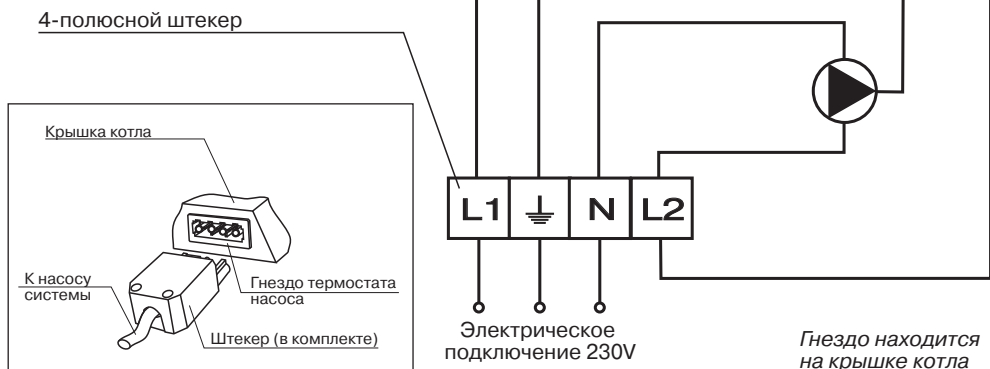 4-полюсной штекер
Крышка котла
К насосу
системы
Гнездо термостата
насоса
Штекер (в комплекте)
L1 N L2
Электрическое
подключение 230V
Гнездо находится
на крышке котла